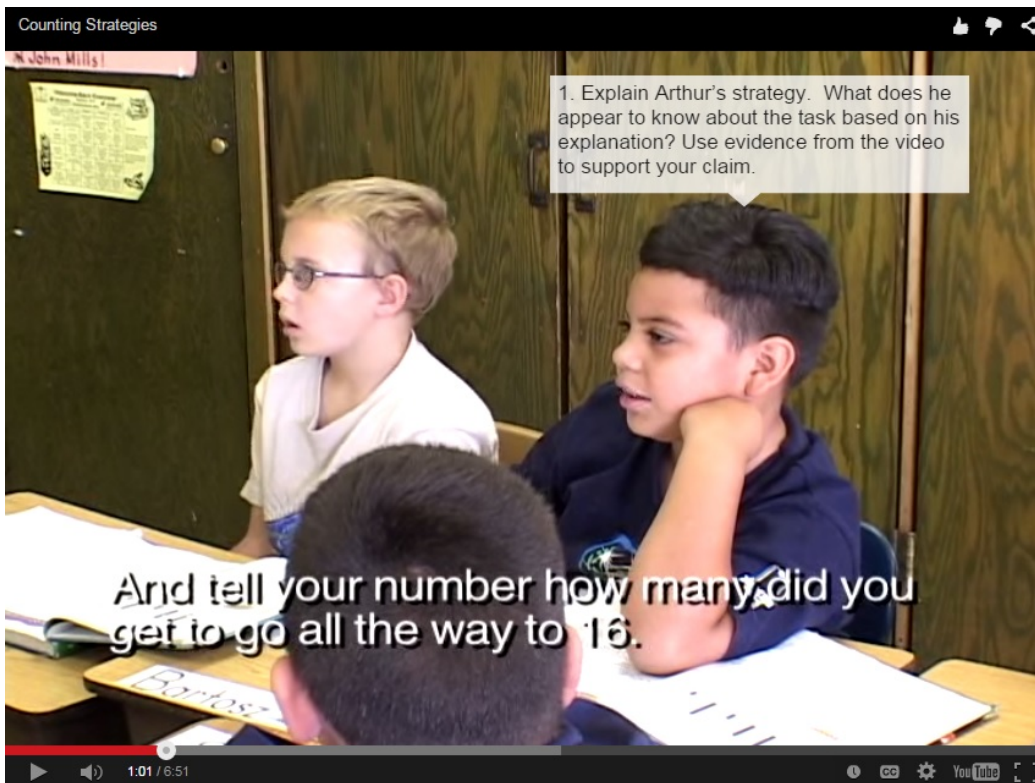 Counting Strategies
John Mills!
1. Explain Arthur's strategy. What does he
appear to know about the task based on his
explanation? Use evidence from the video
to support your claim.
And tell your number how many did you
get to go all the way to 16.
Bartosz
1:01 / 6:51
CC
YouTube